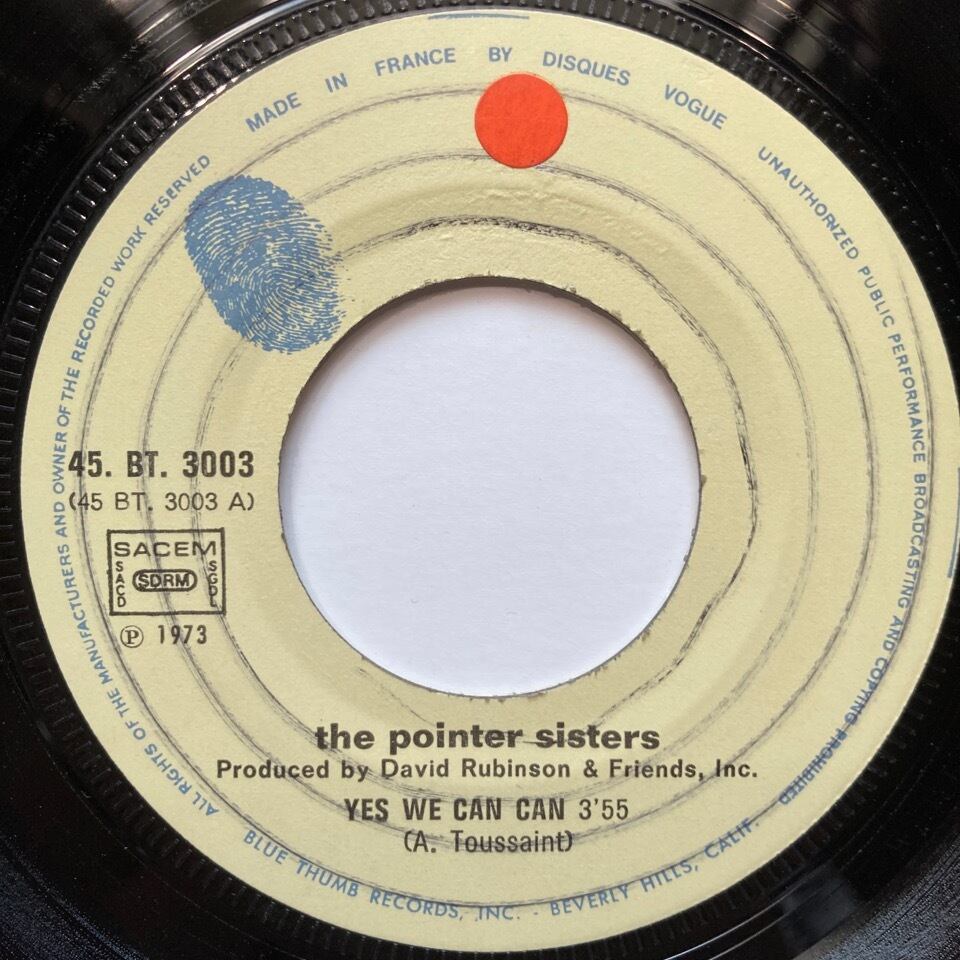 MADE IN FRANCE BY DISQUES VOGUE
UNAUTHORIZED PUBLIC PERFORMANCE BROADCASTING AND COPYING PROHIBITED
ALL RIGHTS OF THE MANUFACTURERS AND OWNER OF THE RECORDED WORK RESERVED
45. BT. 3003
(45 BT. 3003 A)
SACEM
SACD
SDRM
SGDL
℗ 1973
the pointer sisters
Produced by David Rubinson & Friends, Inc.
YES WE CAN CAN 3'55
(A. Toussaint)
BLUE THUMB RECORDS, INC. - BEVERLY HILLS, CALIF.